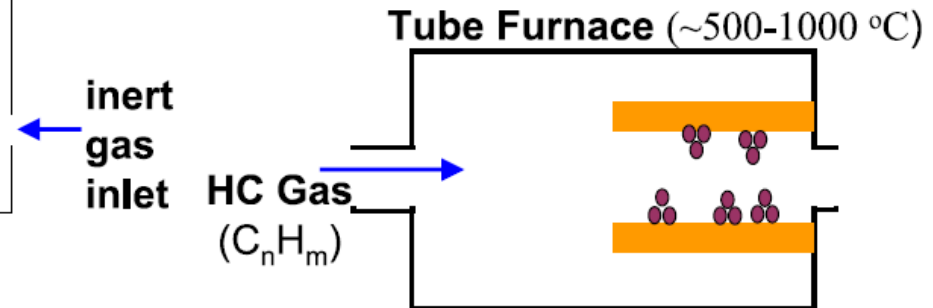 Tube Furnace (~500-1000 °C)
inert
gas
inlet
HC Gas
(CₙHₘ)